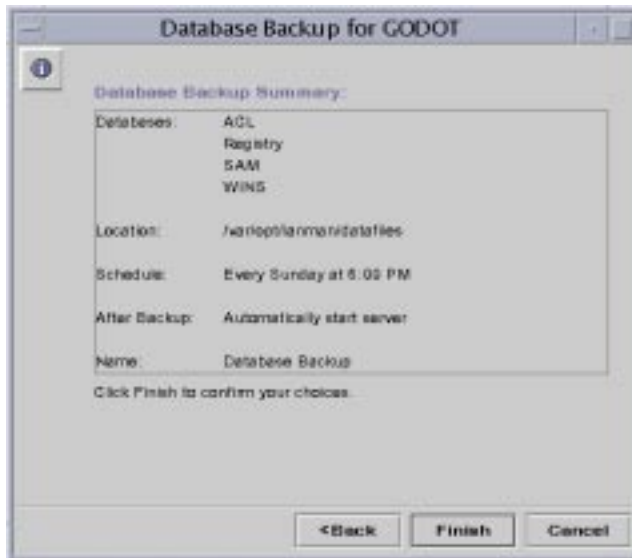 Database Backup for GODOT
Database Backup Summary:
Databases: ACL
Registry
SAM
WINS
Location: /var/opt/lanman/datafiles
Schedule: Every Sunday at 6:00 PM
After Backup: Automatically start server
Name: Database Backup
Click Finish to confirm your choices.
<Back Finish Cancel